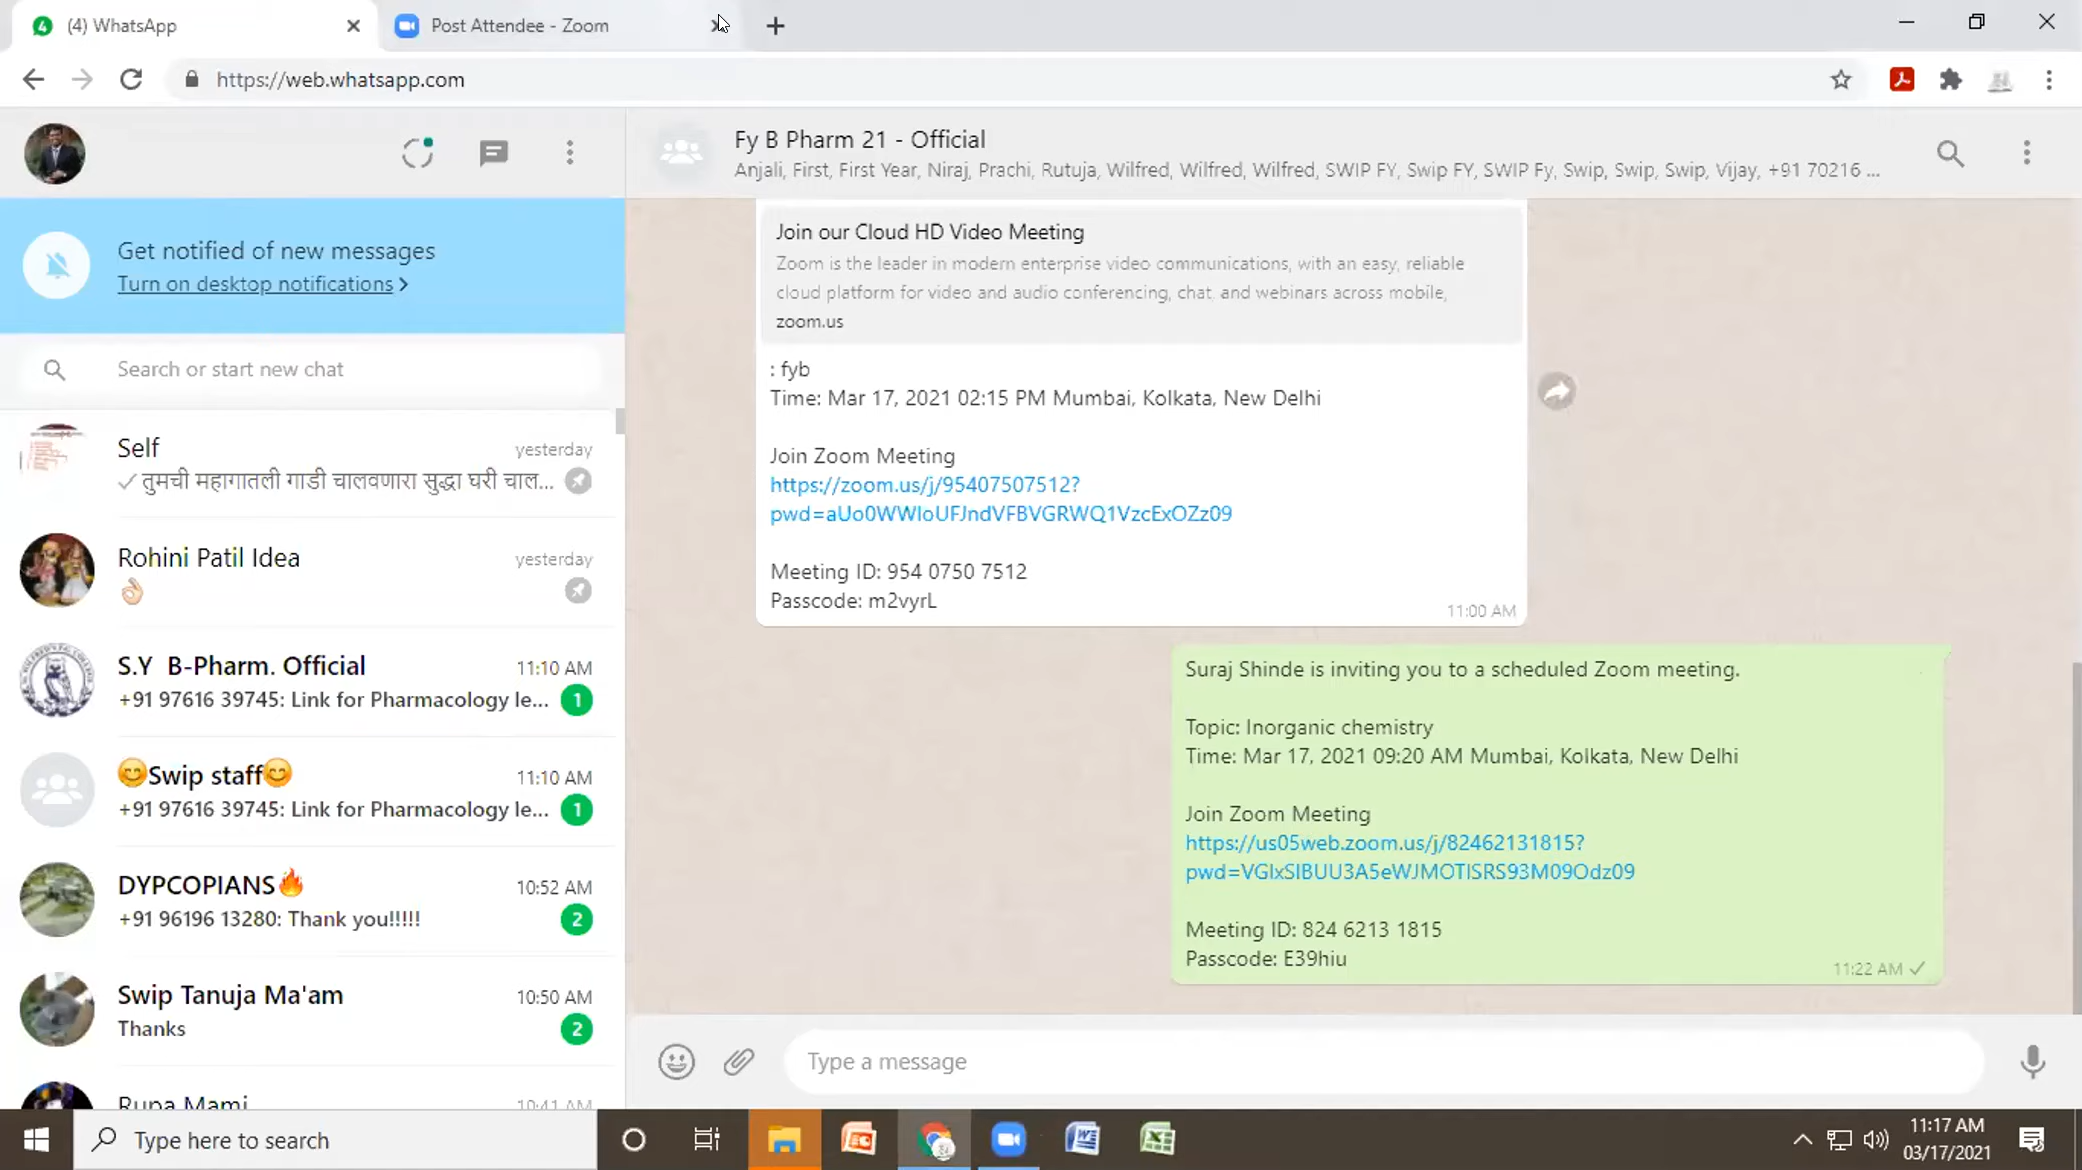 (4) WhatsApp
Post Attendee - Zoom
https://web.whatsapp.com
Get notified of new messages
Turn on desktop notifications >
Search or start new chat
Self
yesterday
तुमची महागातली गाडी चालवणारा सुद्धा घरी चाल...
Rohini Patil Idea
yesterday
S.Y B-Pharm. Official
11:10 AM
+91 97616 39745: Link for Pharmacology le...
1
😊Swip staff😊
11:10 AM
+91 97616 39745: Link for Pharmacology le...
1
DYPCOPIANS🔥
10:52 AM
+91 96196 13280: Thank you!!!!!
2
Swip Tanuja Ma'am
10:50 AM
Thanks
2
Rupa Mami
10:41 AM
Fy B Pharm 21 - Official
Anjali, First, First Year, Niraj, Prachi, Rutuja, Wilfred, Wilfred, Wilfred, SWIP FY, Swip FY, SWIP Fy, Swip, Swip, Swip, Vijay, +91 70216 ...
Join our Cloud HD Video Meeting
Zoom is the leader in modern enterprise video communications, with an easy, reliable
cloud platform for video and audio conferencing, chat, and webinars across mobile,
zoom.us
: fyb
Time: Mar 17, 2021 02:15 PM Mumbai, Kolkata, New Delhi
Join Zoom Meeting
https://zoom.us/j/95407507512?
pwd=aUo0WWloUFJndVFBVGRWQ1VzcExOZz09
Meeting ID: 954 0750 7512
Passcode: m2vyrL
11:00 AM
Suraj Shinde is inviting you to a scheduled Zoom meeting.
Topic: Inorganic chemistry
Time: Mar 17, 2021 09:20 AM Mumbai, Kolkata, New Delhi
Join Zoom Meeting
https://us05web.zoom.us/j/82462131815?
pwd=VGlxSlBUU3A5eWJMOTlSRS93M09Odz09
Meeting ID: 824 6213 1815
Passcode: E39hiu
11:22 AM
Type a message
Type here to search
11:17 AM
03/17/2021